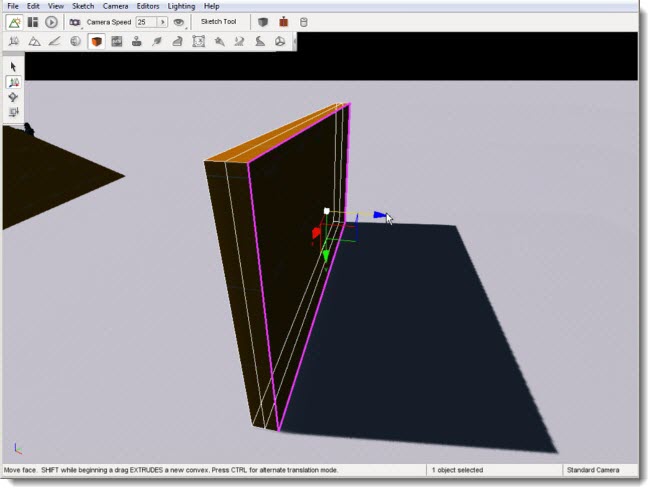 File Edit View Sketch Camera Editors Lighting Help
Camera Speed 25 Sketch Tool
Move face. SHIFT while beginning a drag EXTRUDES a new convex. Press CTRL for alternate translation mode. 1 object selected Standard Camera